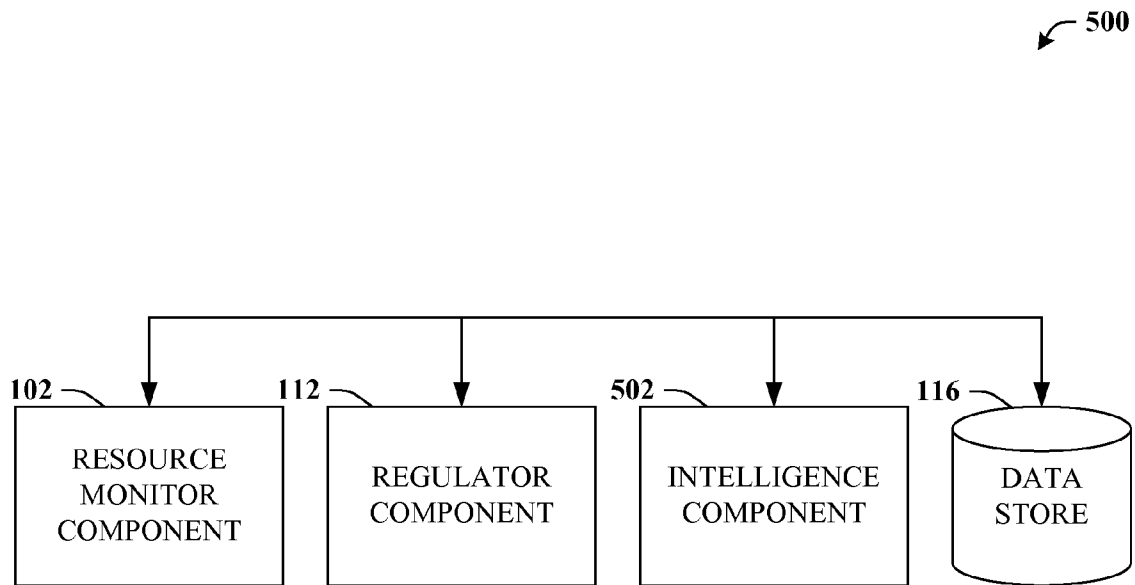 500
102
112
502
116
RESOURCE
MONITOR
COMPONENT
REGULATOR
COMPONENT
INTELLIGENCE
COMPONENT
DATA
STORE